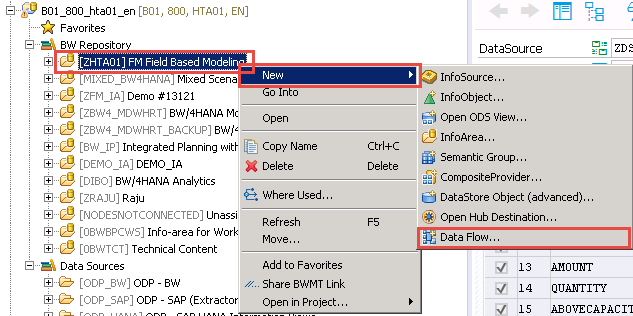 B01_800_hta01_en [B01, 800, HTA01, EN]
Favorites
BW Repository
[ZHTA01] FM Field Based Modeling
[MIXED_BW4HANA] Mixed Scena
[ZFM_IA] Demo #13121
[ZBW4_MDWHRT] BW/4HANA Mo
[ZBW4_MDWHRT_BACKUP] BW/4
[BW_IP] Integrated Planning with
[DEMO_IA] DEMO_IA
[DIBO] BW/4HANA Analytics
[ZRAJU] Raju
[NODESNOTCONNECTED] Unassi
[0BWBPCWS] Info-area for Work
[0BWTCT] Technical Content
Data Sources
[ODP_BW] ODP - BW
[ODP_SAP] ODP - SAP (Extractor
New
Go Into
Open
Copy Name Ctrl+C
Delete Delete
Where Used...
Refresh F5
Move...
Add to Favorites
Share BWMT Link
Open in Project...
InfoSource...
InfoObject...
Open ODS View...
InfoArea...
Semantic Group...
CompositeProvider...
DataStore Object (advanced)...
Open Hub Destination...
Data Flow...
DataSource ZDS
13 AMOUNT
14 QUANTITY
15 ABOVECAPACIT